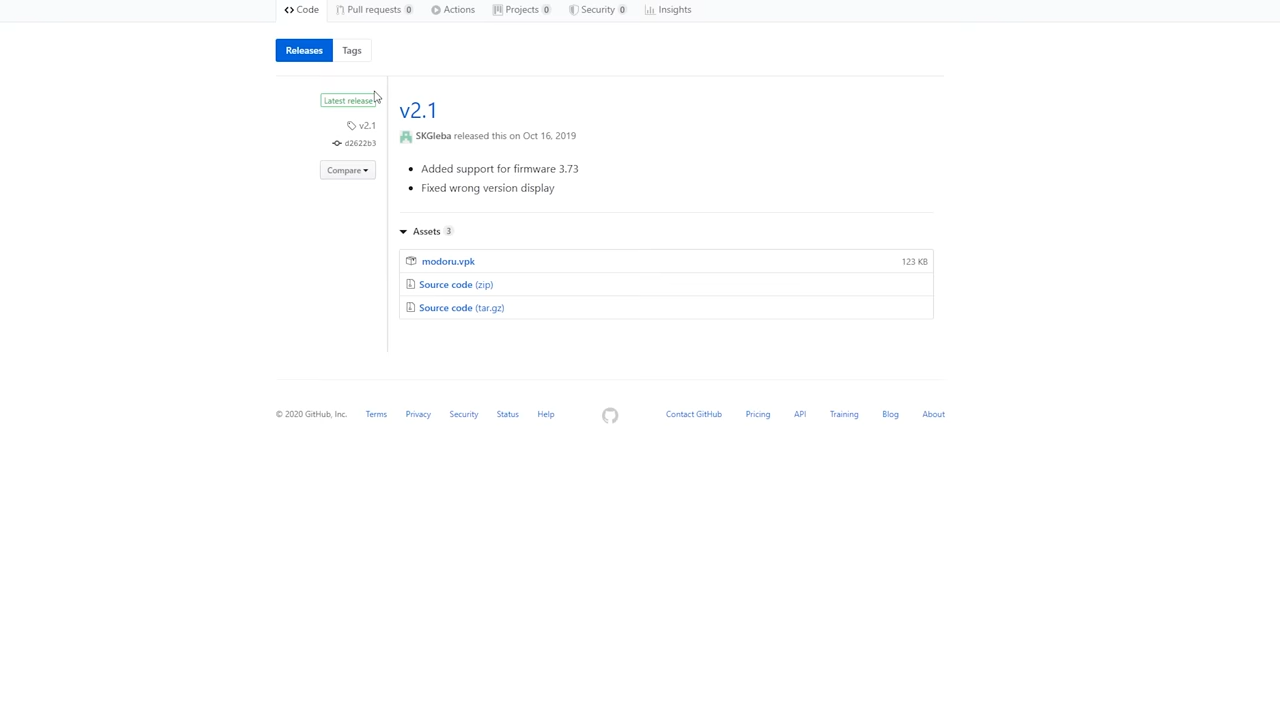 Code Pull requests 0 Actions Projects 0 Security 0 Insights
Releases Tags
Latest release
v2.1
d2622b3
Compare
v2.1
SKGleba released this on Oct 16, 2019
Added support for firmware 3.73
Fixed wrong version display
Assets 3
modoru.vpk 123 KB
Source code (zip)
Source code (tar.gz)
© 2020 GitHub, Inc. Terms Privacy Security Status Help Contact GitHub Pricing API Training Blog About